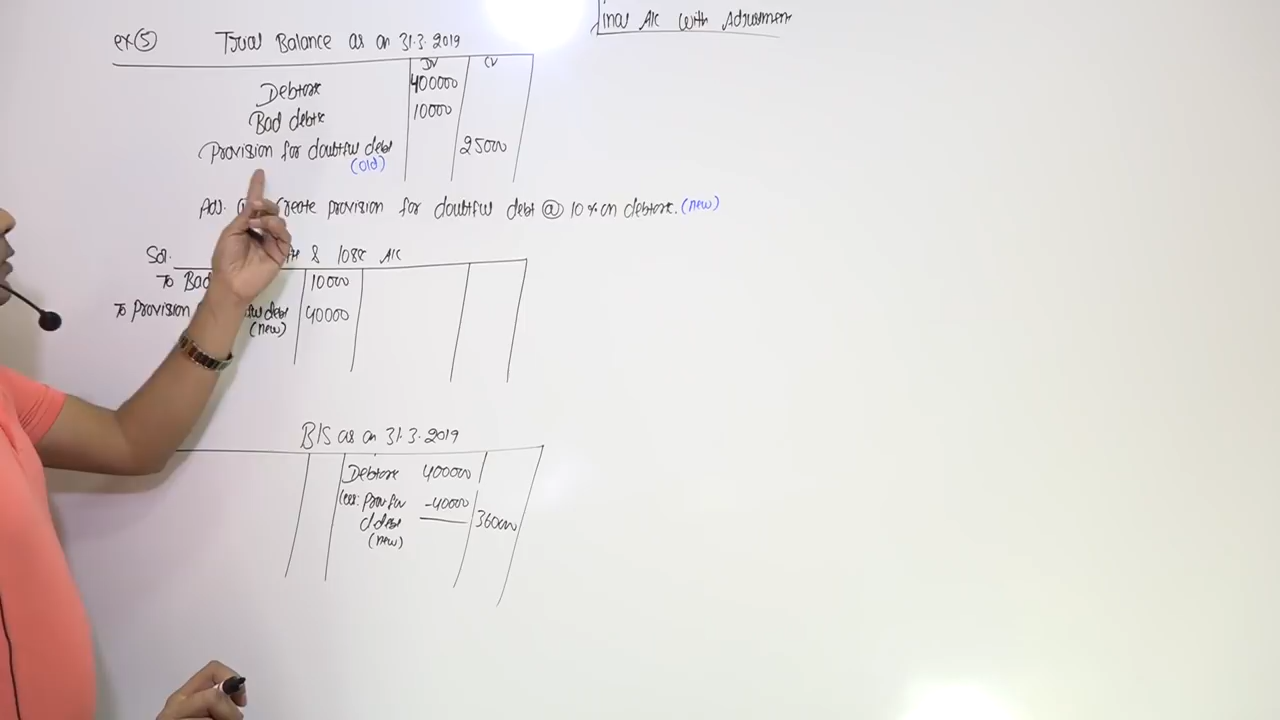 Final A/C with Adjustment
ex (5) Trial Balance as on 31.3.2019
Dr Cr
Debtors 400000
Bad debts 10000
Provision for doubtful debt 25000
(Old)
Adj. Create provision for doubtful debt @ 10% on debtors. (new)
Sol. & loss A/C
To Bad 10000
To Provision debt 40000
(new)
B/S as on 31.3.2019
Debtors 400000
less: Prov for -40000
d debt 360000
(new)